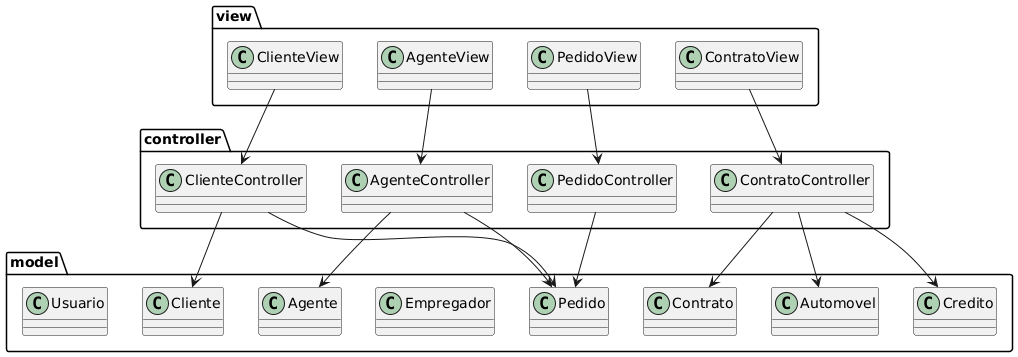 view
C ClienteView
C AgenteView
C PedidoView
C ContratoView
controller
C ClienteController
C AgenteController
C PedidoController
C ContratoController
model
C Usuario
C Cliente
C Agente
C Empregador
C Pedido
C Contrato
C Automovel
C Credito